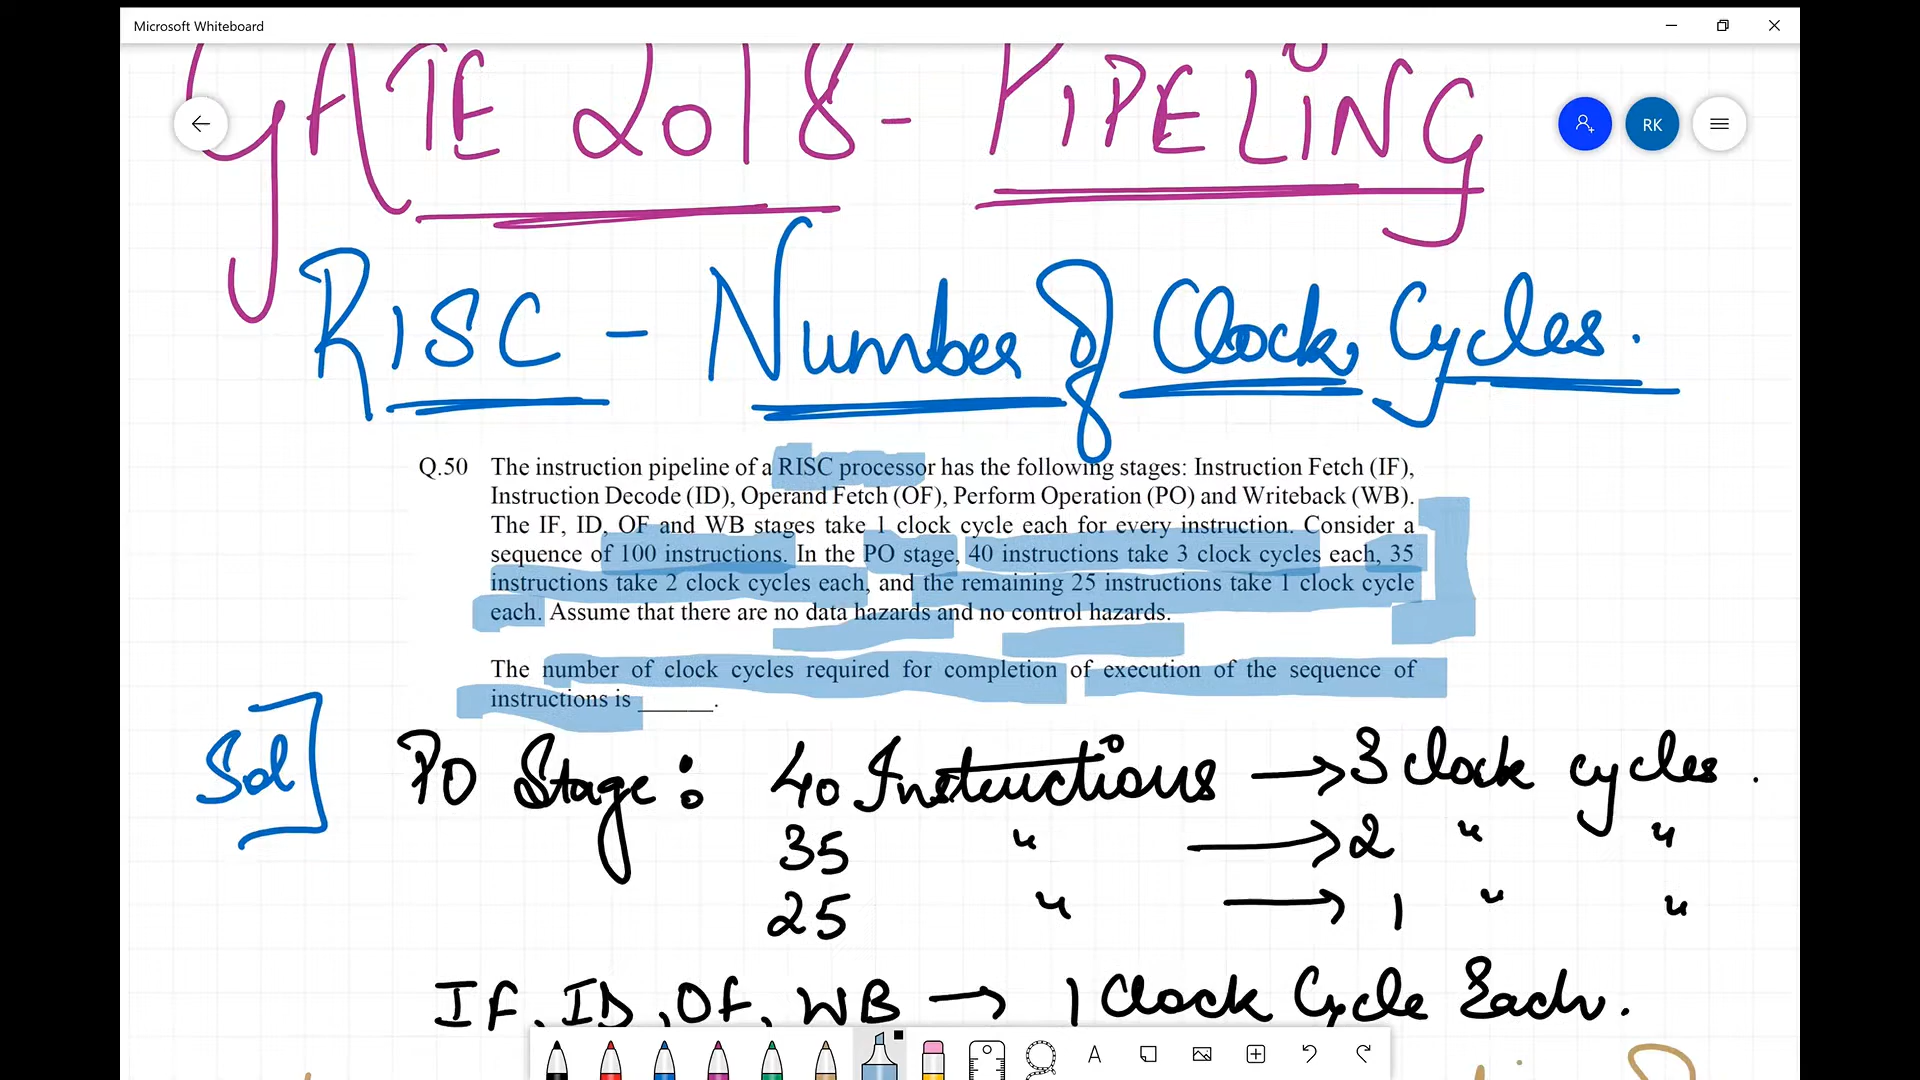 Microsoft Whiteboard
GATE 2018 - PIPELING
RK
RISC - Number of Clock Cycles.
Q.50 The instruction pipeline of a RISC processor has the following stages: Instruction Fetch (IF),
Instruction Decode (ID), Operand Fetch (OF), Perform Operation (PO) and Writeback (WB).
The IF, ID, OF and WB stages take 1 clock cycle each for every instruction. Consider a
sequence of 100 instructions. In the PO stage, 40 instructions take 3 clock cycles each, 35
instructions take 2 clock cycles each, and the remaining 25 instructions take 1 clock cycle
each. Assume that there are no data hazards and no control hazards.
The number of clock cycles required for completion of execution of the sequence of
instructions is ______.
Sol
PO Stage: 40 Instructions → 3 clock cycles.
35 " → 2 " "
25 " → 1 " "
IF, ID, OF, WB → 1 Clock Cycle Each.
A